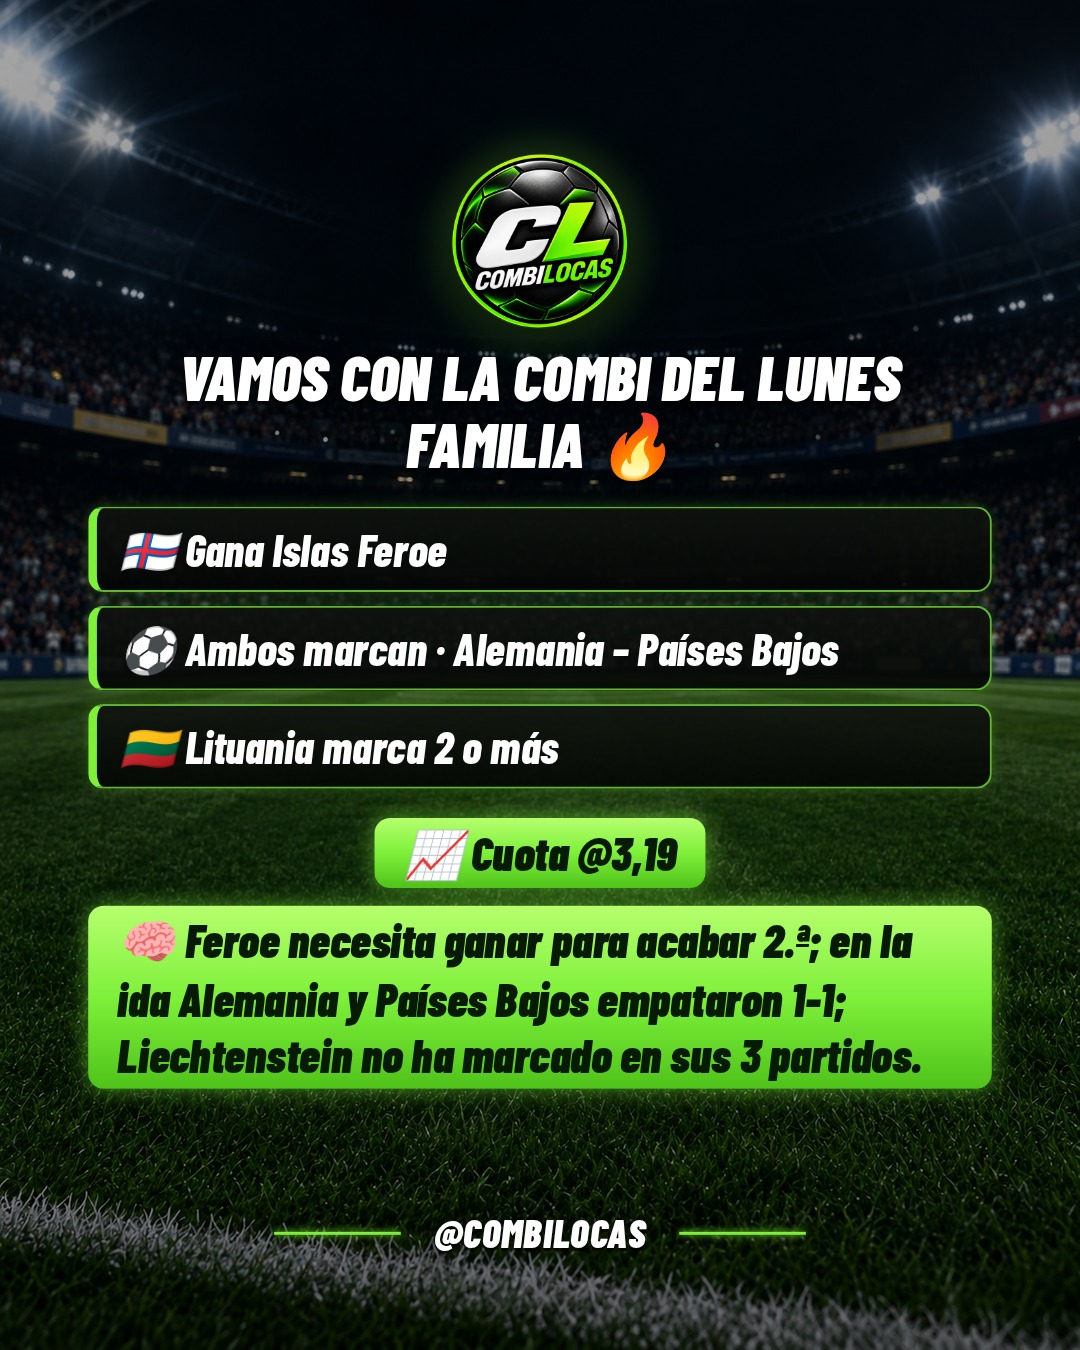 CL
COMBILOCAS
VAMOS CON LA COMBI DEL LUNES
FAMILIA 🔥
🇫🇴 Gana Islas Feroe
⚽ Ambos marcan · Alemania – Países Bajos
🇱🇹 Lituania marca 2 o más
📈 Cuota @3,19
🧠 Feroe necesita ganar para acabar 2.ª; en la
ida Alemania y Países Bajos empataron 1-1;
Liechtenstein no ha marcado en sus 3 partidos.
@COMBILOCAS